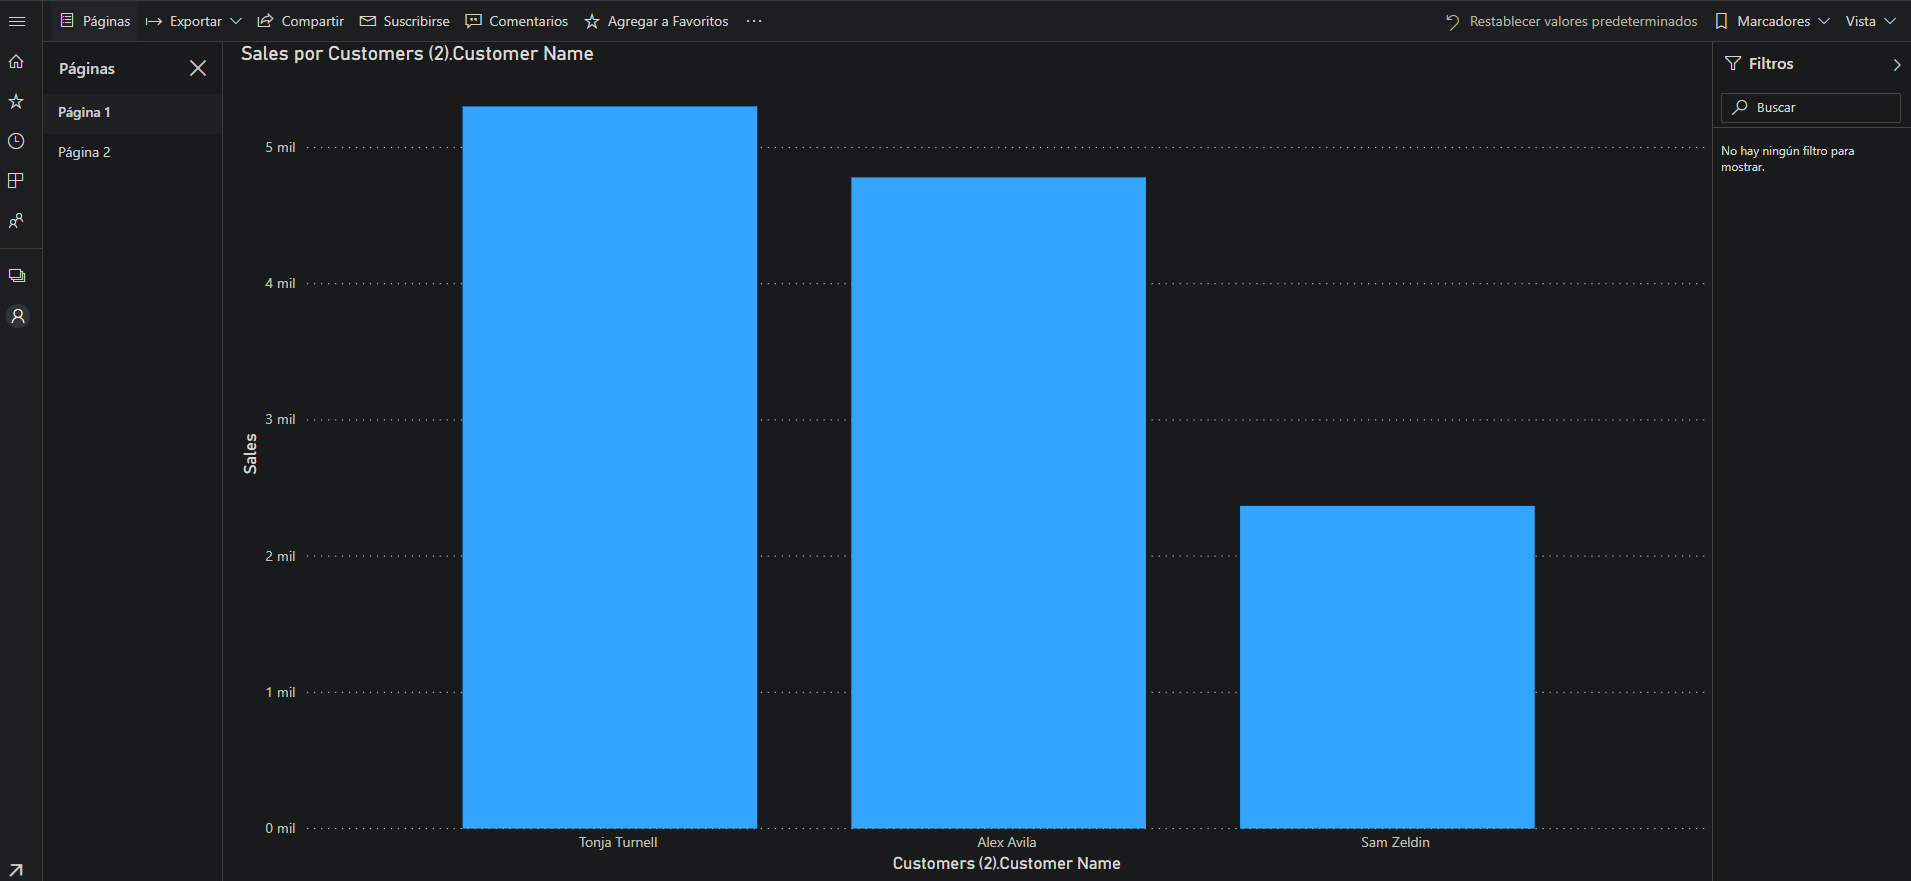 Páginas
Exportar
Compartir
Suscribirse
Comentarios
Agregar a Favoritos
Restablecer valores predeterminados
Marcadores
Vista
Páginas
Página 1
Página 2
Sales por Customers (2).Customer Name
5 mil
4 mil
3 mil
2 mil
1 mil
0 mil
Sales
Tonja Turnell
Alex Avila
Sam Zeldin
Customers (2).Customer Name
Filtros
Buscar
No hay ningún filtro para
mostrar.